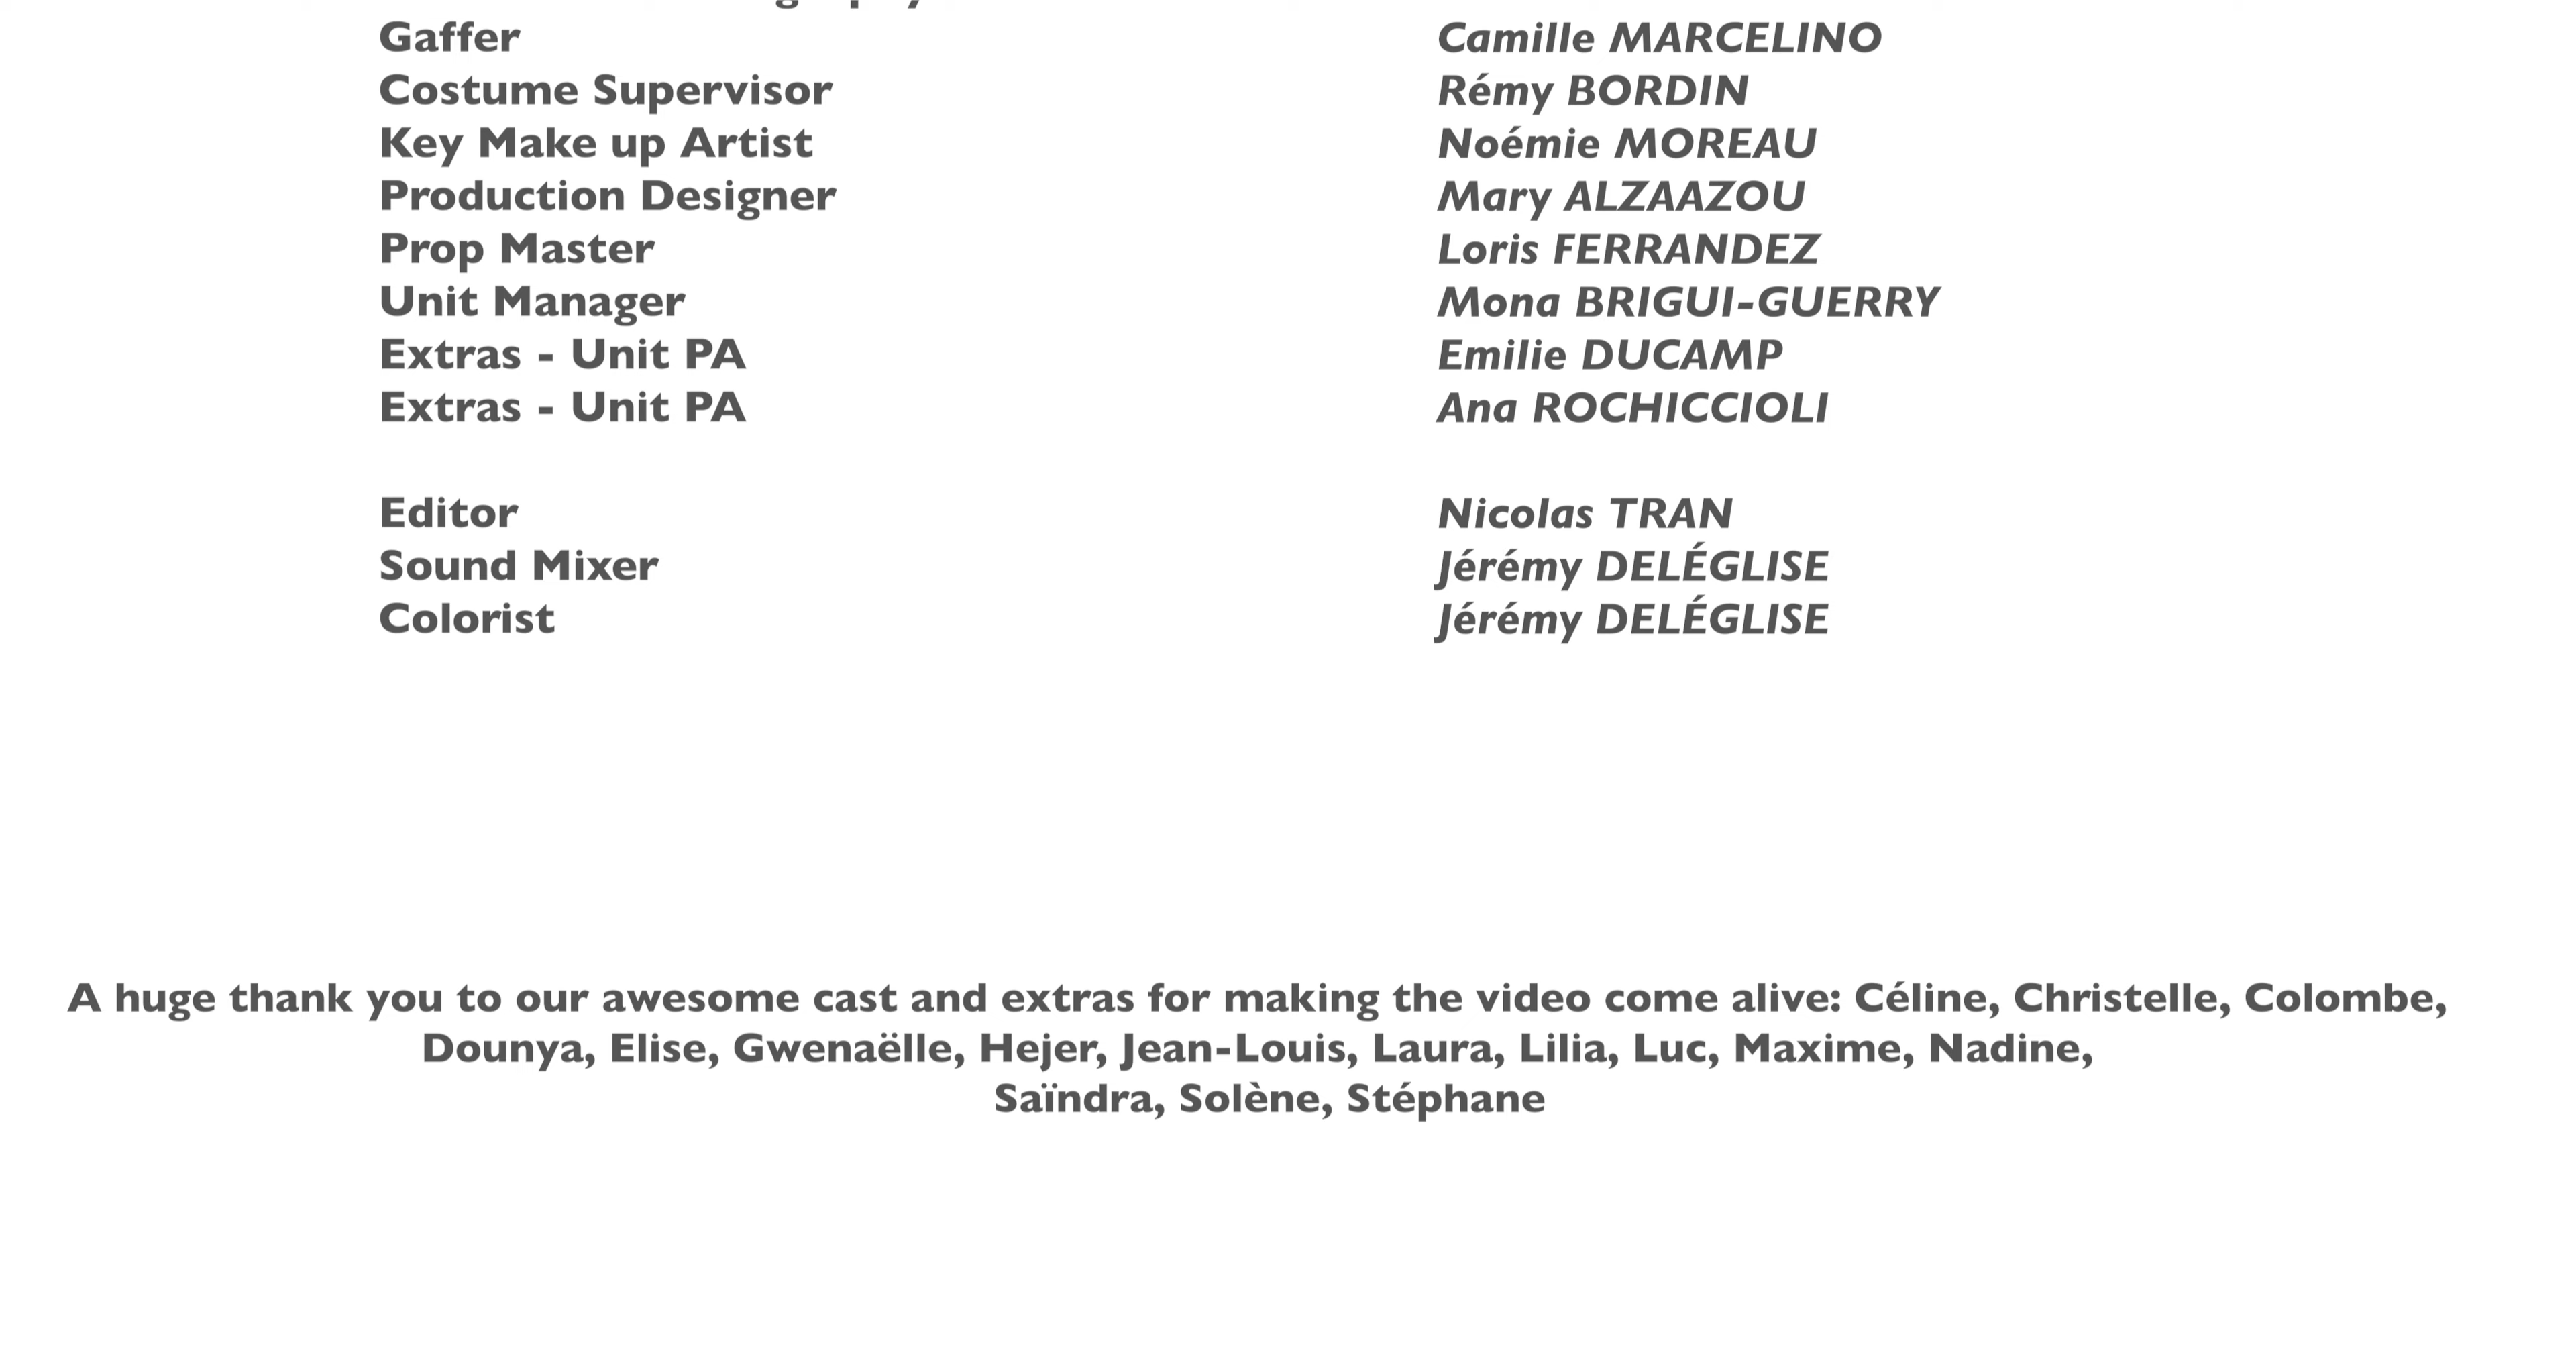 Gaffer Camille MARCELINO
Costume Supervisor Rémy BORDIN
Key Make up Artist Noémie MOREAU
Production Designer Mary ALZAAZOU
Prop Master Loris FERRANDEZ
Unit Manager Mona BRIGUI-GUERRY
Extras - Unit PA Emilie DUCAMP
Extras - Unit PA Ana ROCHICCIOLI
Editor Nicolas TRAN
Sound Mixer Jérémy DELÉGLISE
Colorist Jérémy DELÉGLISE
A huge thank you to our awesome cast and extras for making the video come alive: Céline, Christelle, Colombe,
Dounya, Elise, Gwenaëlle, Hejer, Jean-Louis, Laura, Lilia, Luc, Maxime, Nadine,
Saïndra, Solène, Stéphane